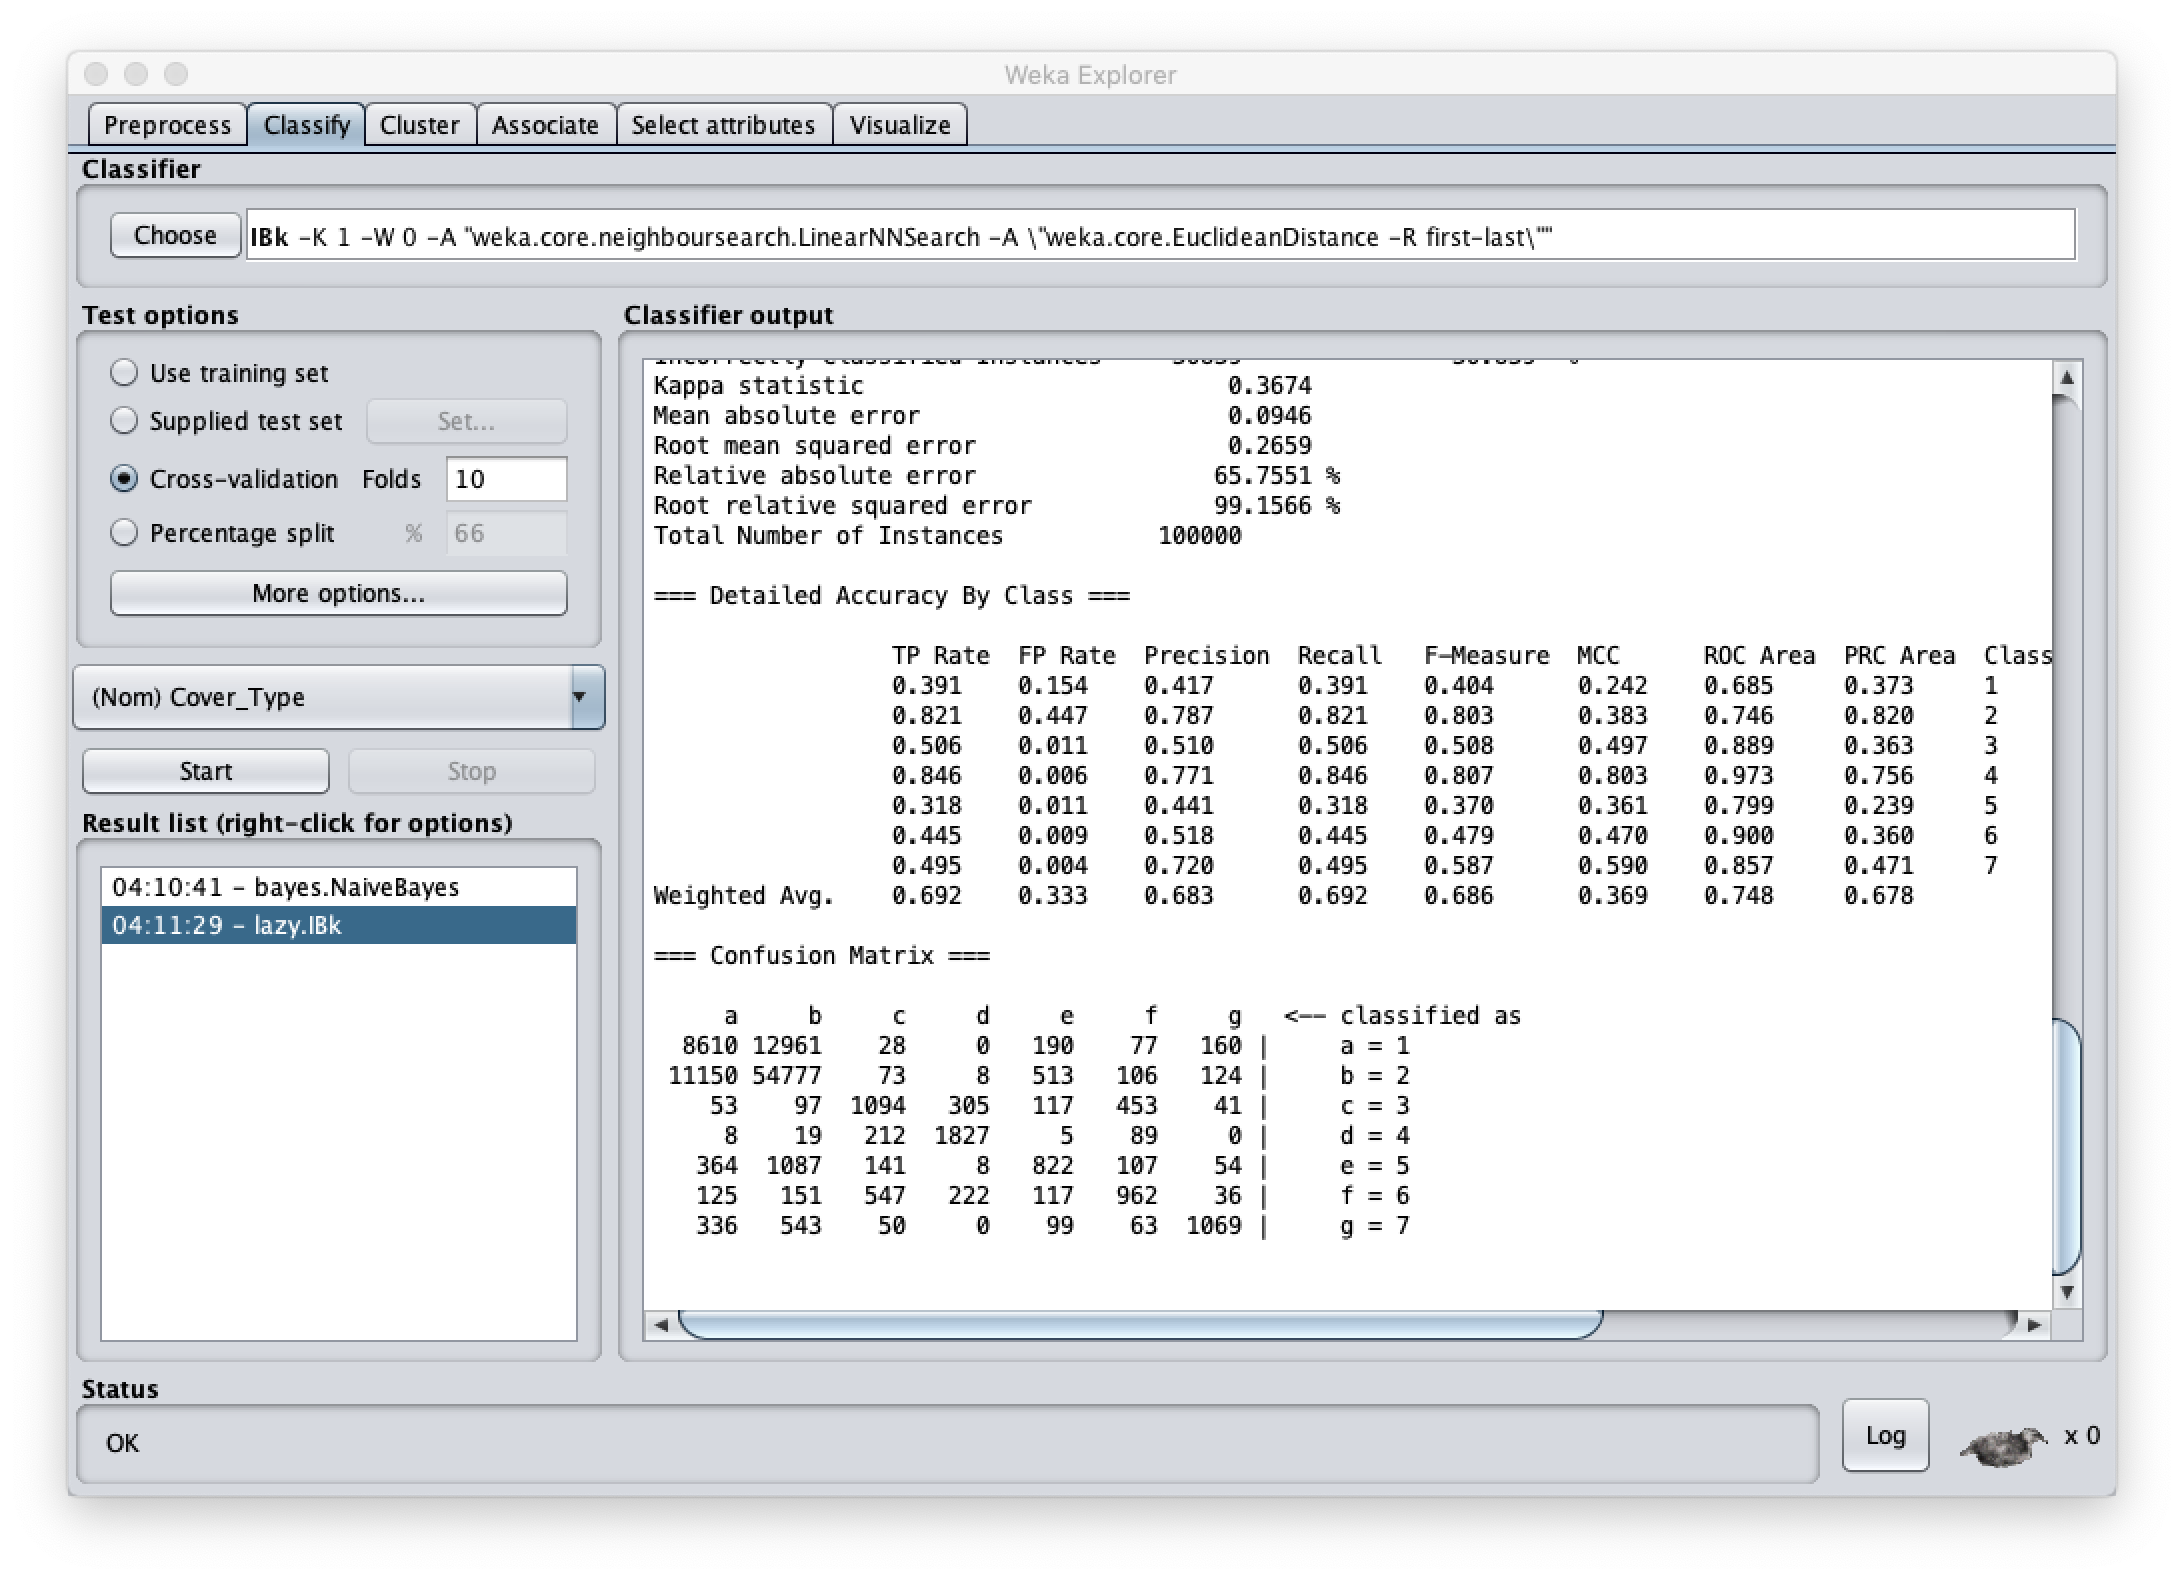 Weka Explorer
Preprocess Classify Cluster Associate Select attributes Visualize
Classifier
Choose IBk -K 1 -W 0 -A "weka.core.neighboursearch.LinearNNSearch -A \"weka.core.EuclideanDistance -R first-last\""
Test options
Use training set
Supplied test set Set...
Cross-validation Folds 10
Percentage split % 66
More options...
(Nom) Cover_Type
Start Stop
Result list (right-click for options)
04:10:41 - bayes.NaiveBayes
04:11:29 - lazy.IBk
Classifier output
Kappa statistic 0.3674
Mean absolute error 0.0946
Root mean squared error 0.2659
Relative absolute error 65.7551 %
Root relative squared error 99.1566 %
Total Number of Instances 100000
=== Detailed Accuracy By Class ===
TP Rate FP Rate Precision Recall F-Measure MCC ROC Area PRC Area Class
0.391 0.154 0.417 0.391 0.404 0.242 0.685 0.373 1
0.821 0.447 0.787 0.821 0.803 0.383 0.746 0.820 2
0.506 0.011 0.510 0.506 0.508 0.497 0.889 0.363 3
0.846 0.006 0.771 0.846 0.807 0.803 0.973 0.756 4
0.318 0.011 0.441 0.318 0.370 0.361 0.799 0.239 5
0.445 0.009 0.518 0.445 0.479 0.470 0.900 0.360 6
0.495 0.004 0.720 0.495 0.587 0.590 0.857 0.471 7
Weighted Avg. 0.692 0.333 0.683 0.692 0.686 0.369 0.748 0.678
=== Confusion Matrix ===
a b c d e f g <-- classified as
8610 12961 28 0 190 77 160 | a = 1
11150 54777 73 8 513 106 124 | b = 2
53 97 1094 305 117 453 41 | c = 3
8 19 212 1827 5 89 0 | d = 4
364 1087 141 8 822 107 54 | e = 5
125 151 547 222 117 962 36 | f = 6
336 543 50 0 99 63 1069 | g = 7
Status
OK
Log x 0